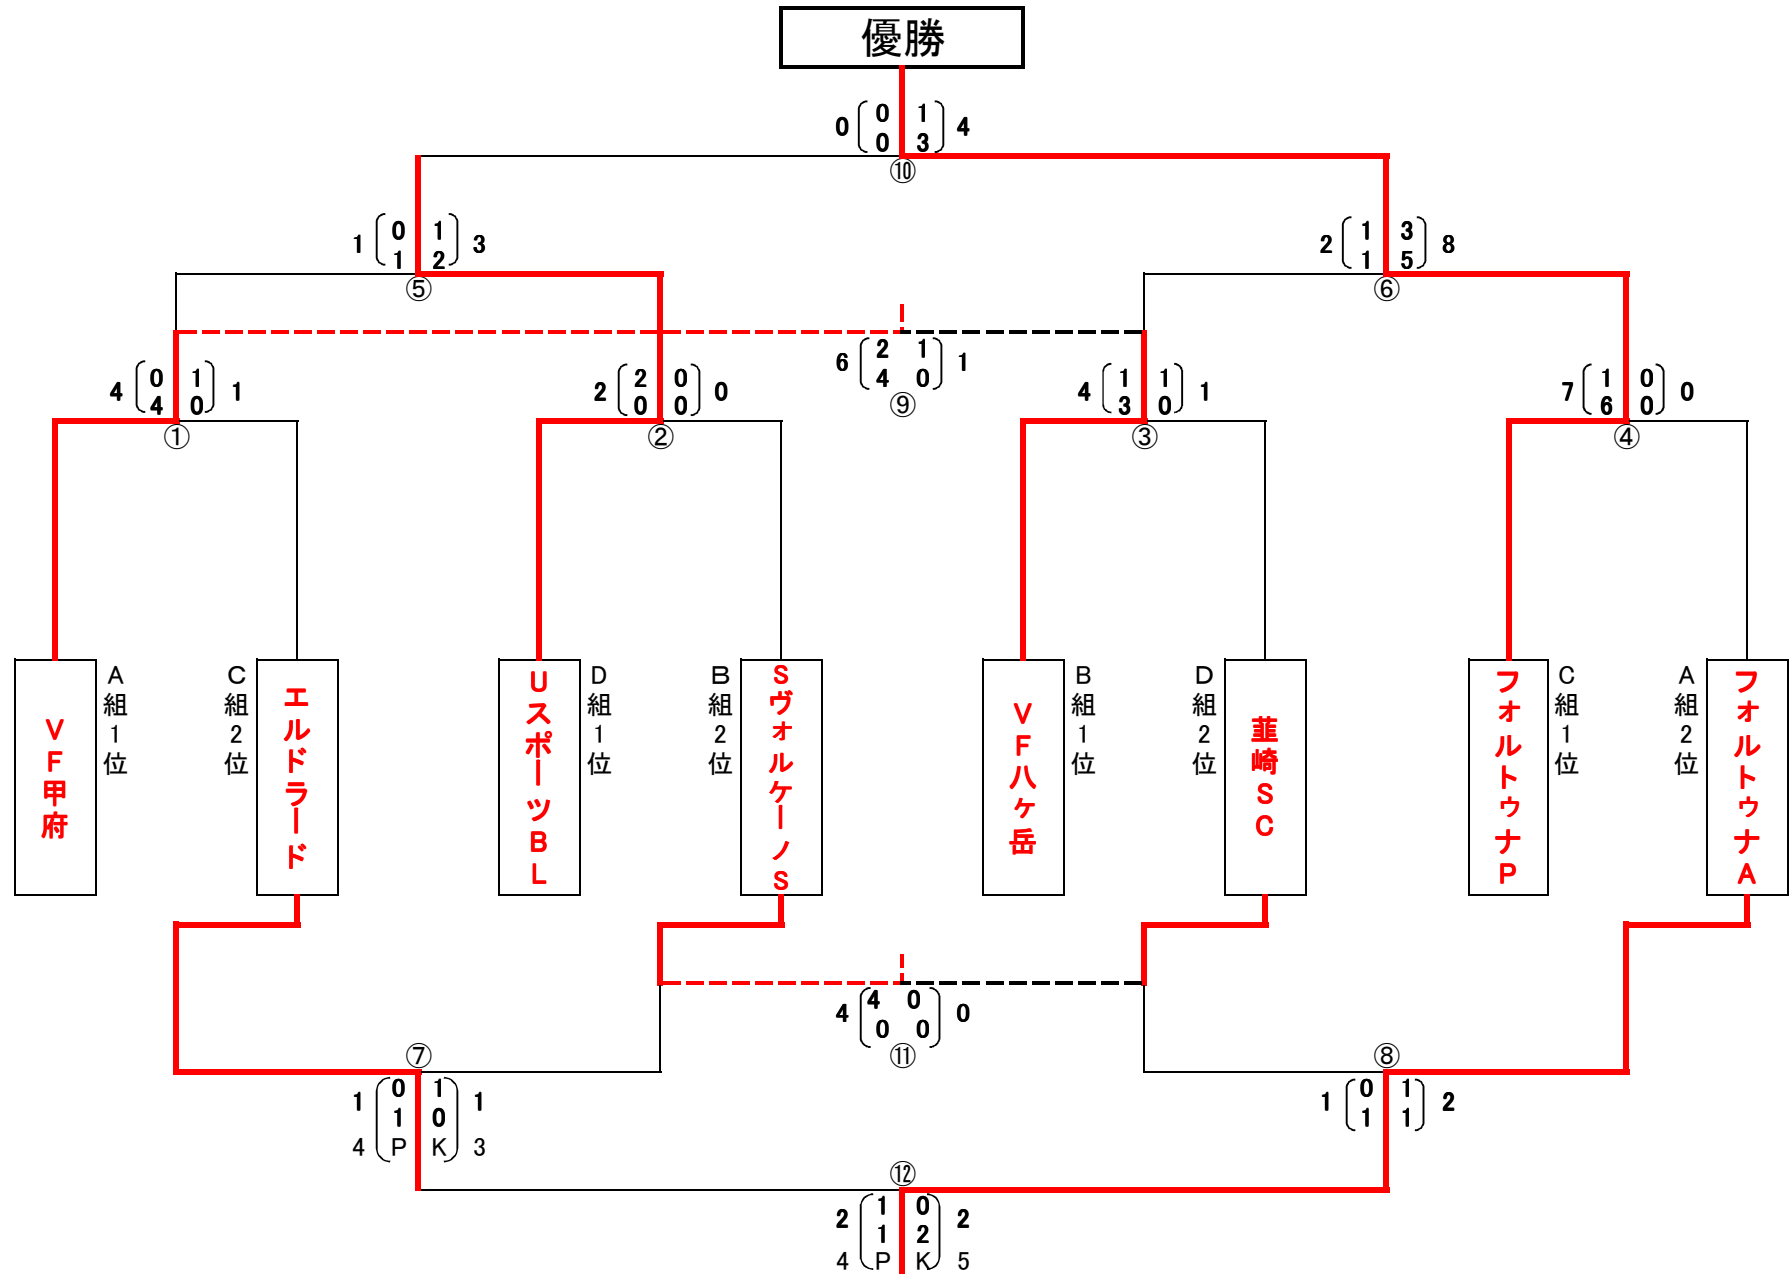 優勝
0 0 1 4
0 3
⑩
1 0 1 3
1 2
⑤
2 1 3 8
1 5
⑥
4 0 1 1
4 0
①
2 2 0 0
0 0
②
6 2 1 1
4 0
⑨
4 1 1 1
3 0
③
7 1 0 0
6 0
④
VF甲府
A組1位
C組2位
エルドラード
UスポーツBL
D組1位
B組2位
SヴォルケーノS
VF八ヶ岳
B組1位
D組2位
韮崎SC
フォルトゥナP
C組1位
A組2位
フォルトゥナA
4 4 0 0
0 0
⑪
⑦
1 0 1 1
1 0
4 P K 3
⑧
1 0 1 2
1 1
⑫
2 1 0 2
1 2
4 P K 5